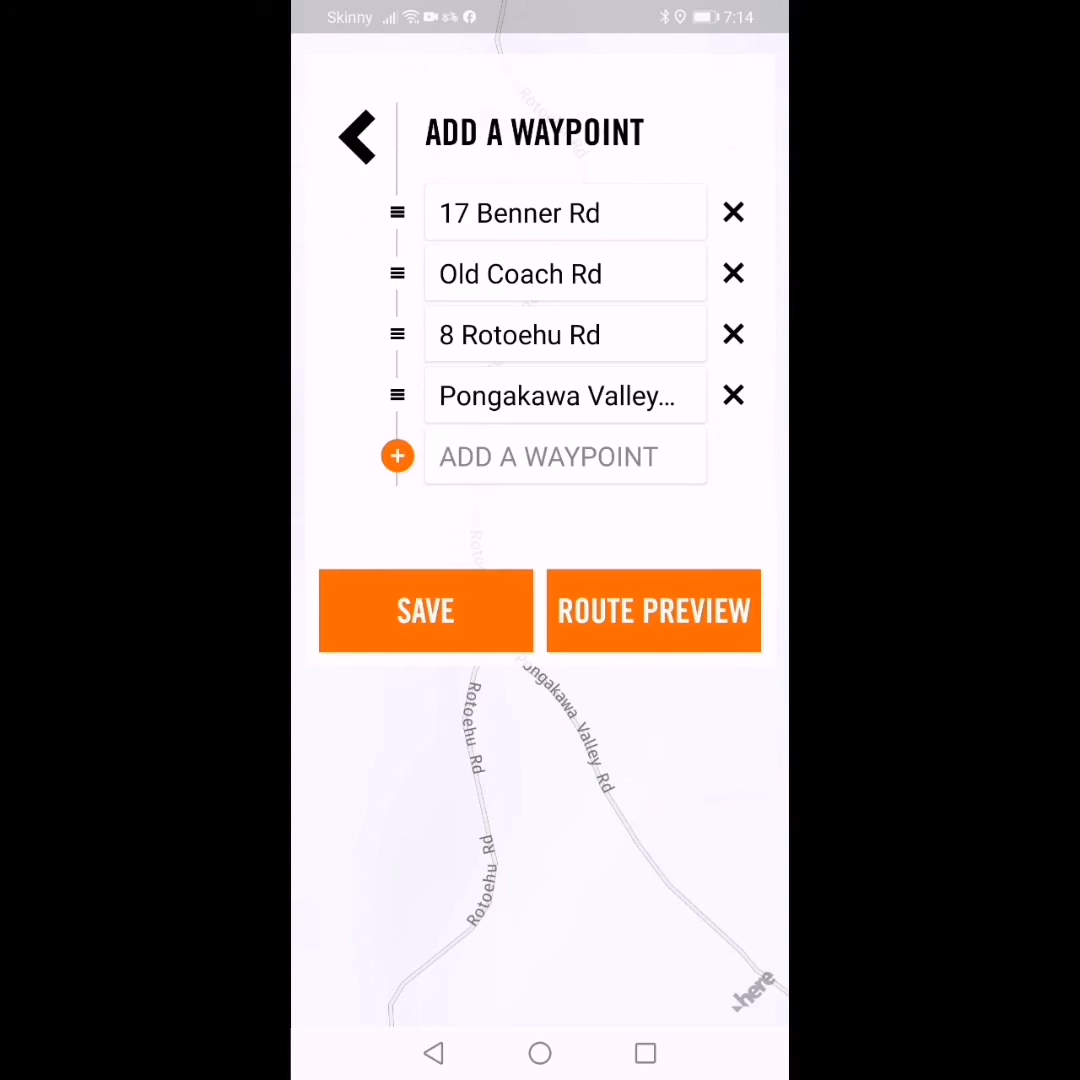 Skinny 7:14
ADD A WAYPOINT
17 Benner Rd
Old Coach Rd
8 Rotoehu Rd
Pongakawa Valley...
ADD A WAYPOINT
SAVE
ROUTE PREVIEW
Pongakawa Valley Rd
Rotoehu Rd
Rotoehu Rd
here